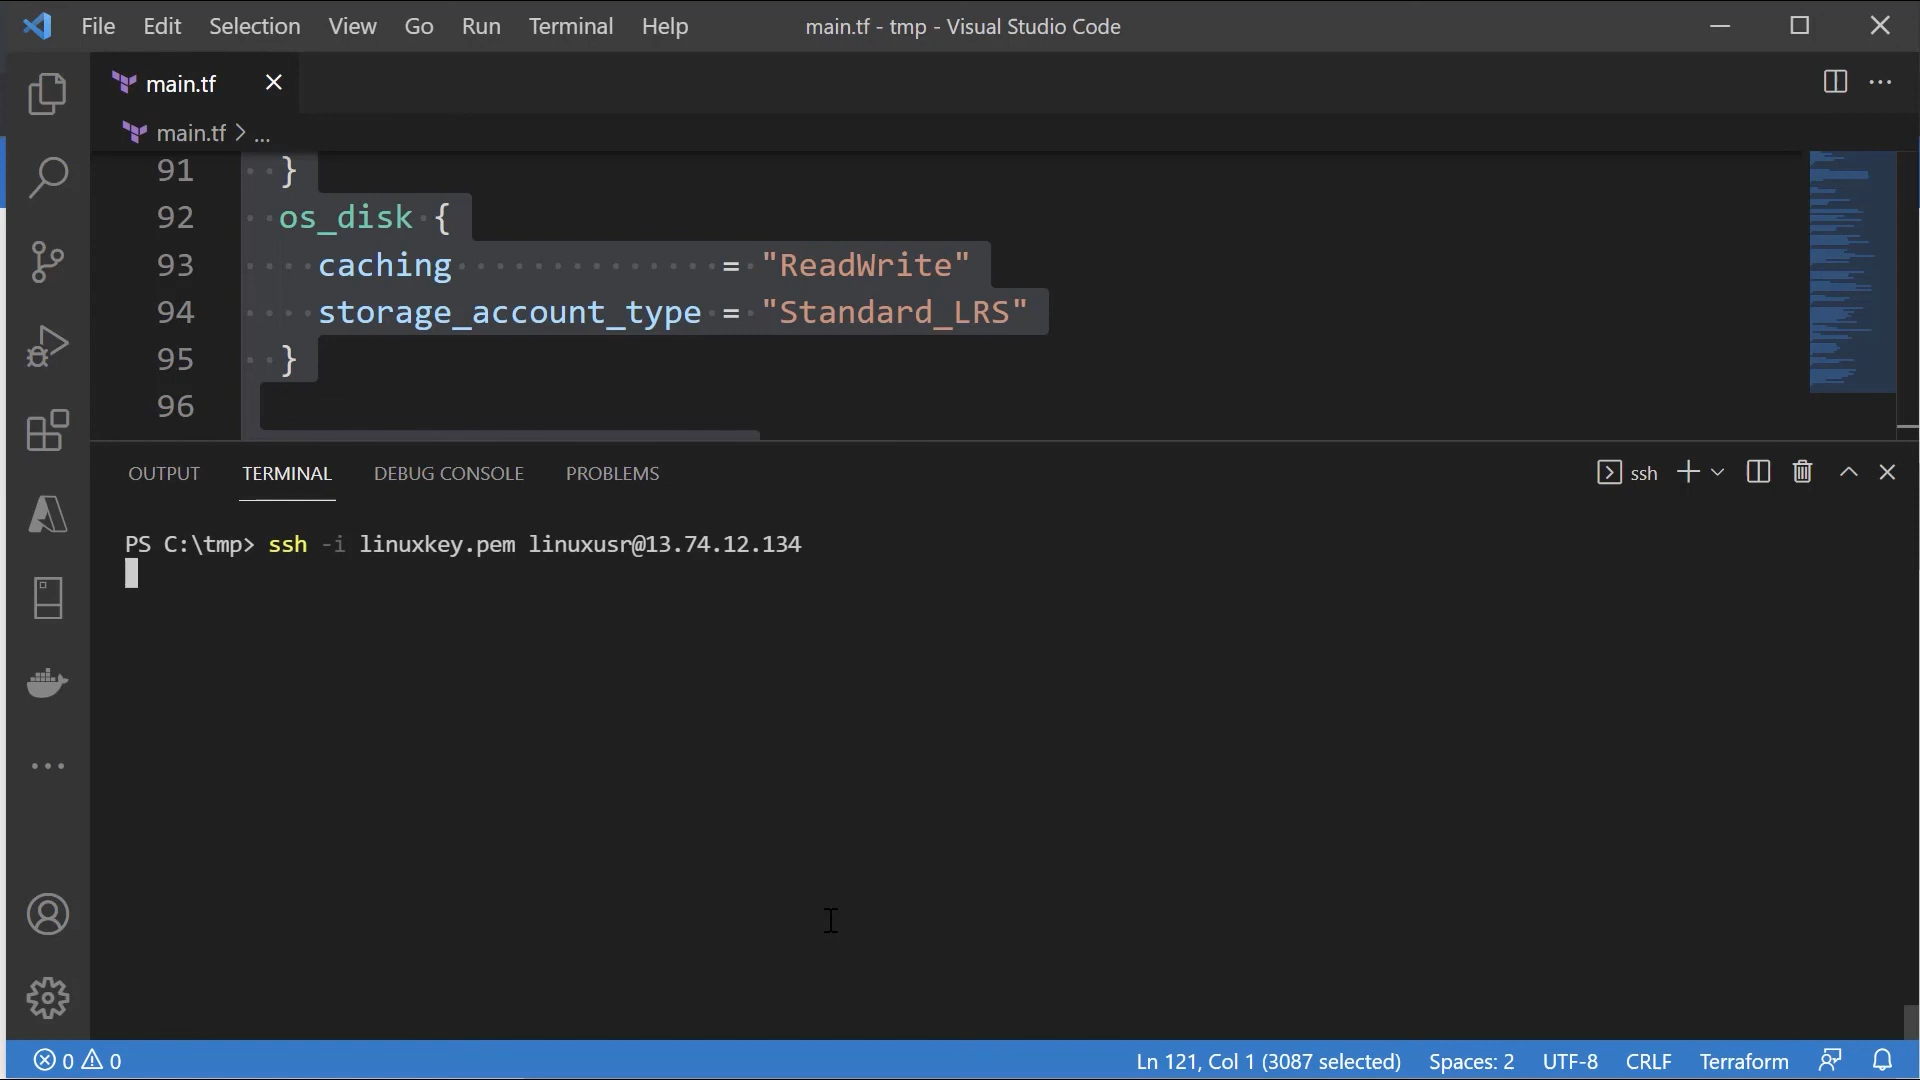 File Edit Selection View Go Run Terminal Help main.tf - tmp - Visual Studio Code
main.tf
main.tf > ...
91 }
92 os_disk {
93 caching = "ReadWrite"
94 storage_account_type = "Standard_LRS"
95 }
96
OUTPUT TERMINAL DEBUG CONSOLE PROBLEMS ssh
PS C:\tmp> ssh -i linuxkey.pem linuxusr@13.74.12.134
0 0 Ln 121, Col 1 (3087 selected) Spaces: 2 UTF-8 CRLF Terraform